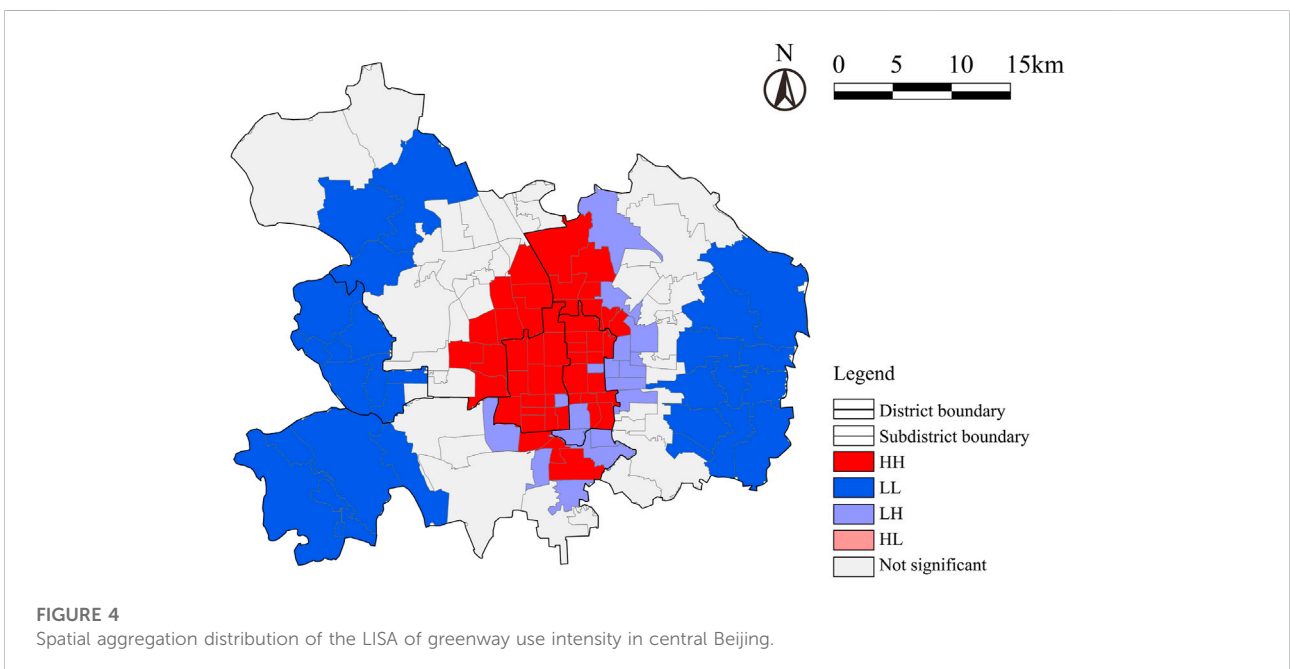 N
0 5 10 15km
Legend
District boundary
Subdistrict boundary
HH
LL
LH
HL
Not significant
FIGURE 4
Spatial aggregation distribution of the LISA of greenway use intensity in central Beijing.